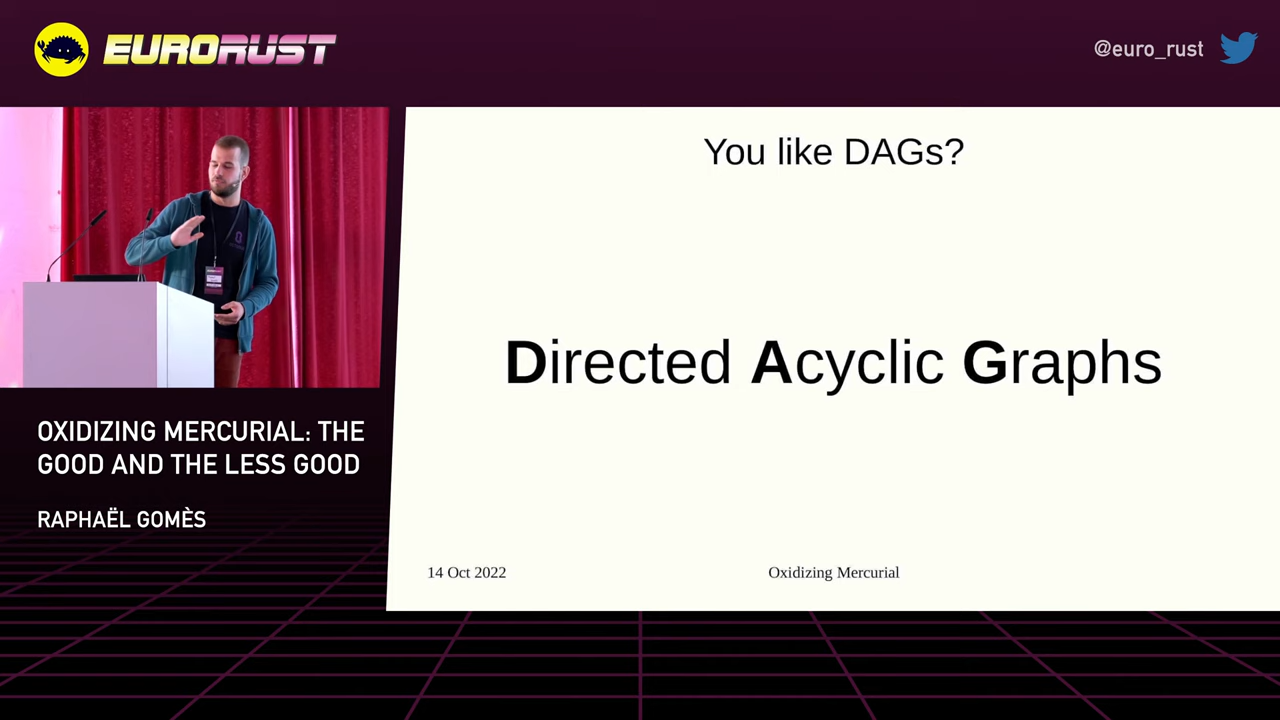 EURORUST
@euro_rust
You like DAGs?
Directed Acyclic Graphs
OXIDIZING MERCURIAL: THE
GOOD AND THE LESS GOOD
RAPHAËL GOMÈS
14 Oct 2022
Oxidizing Mercurial